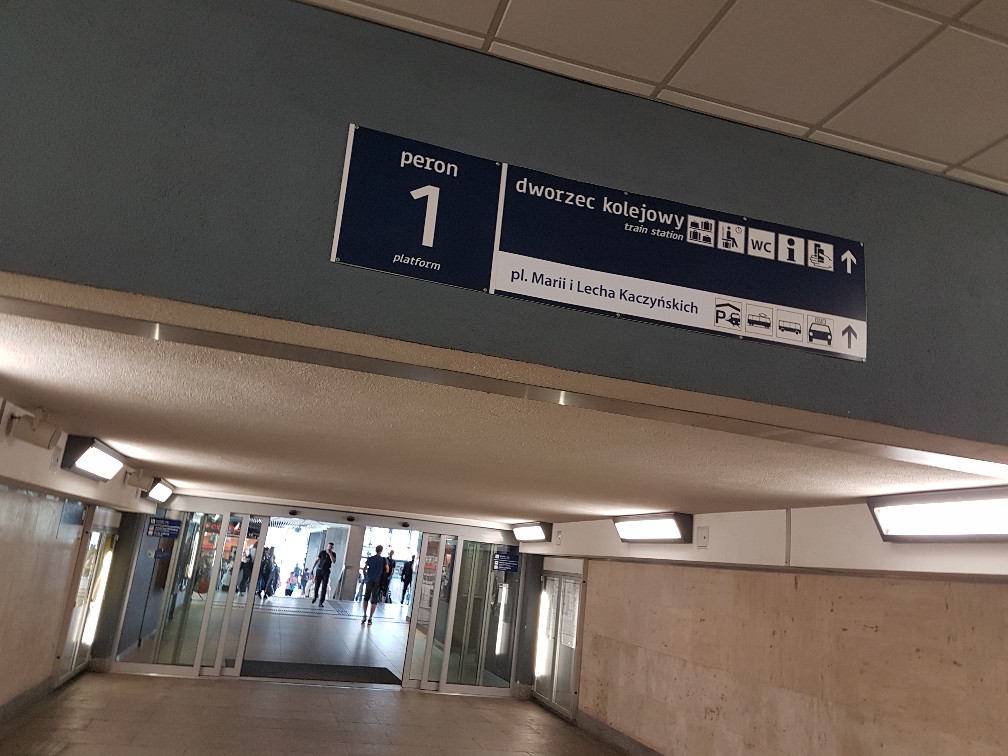 peron
1
platform
dworzec kolejowy
train station
WC
pl. Marii i Lecha Kaczyńskich
P